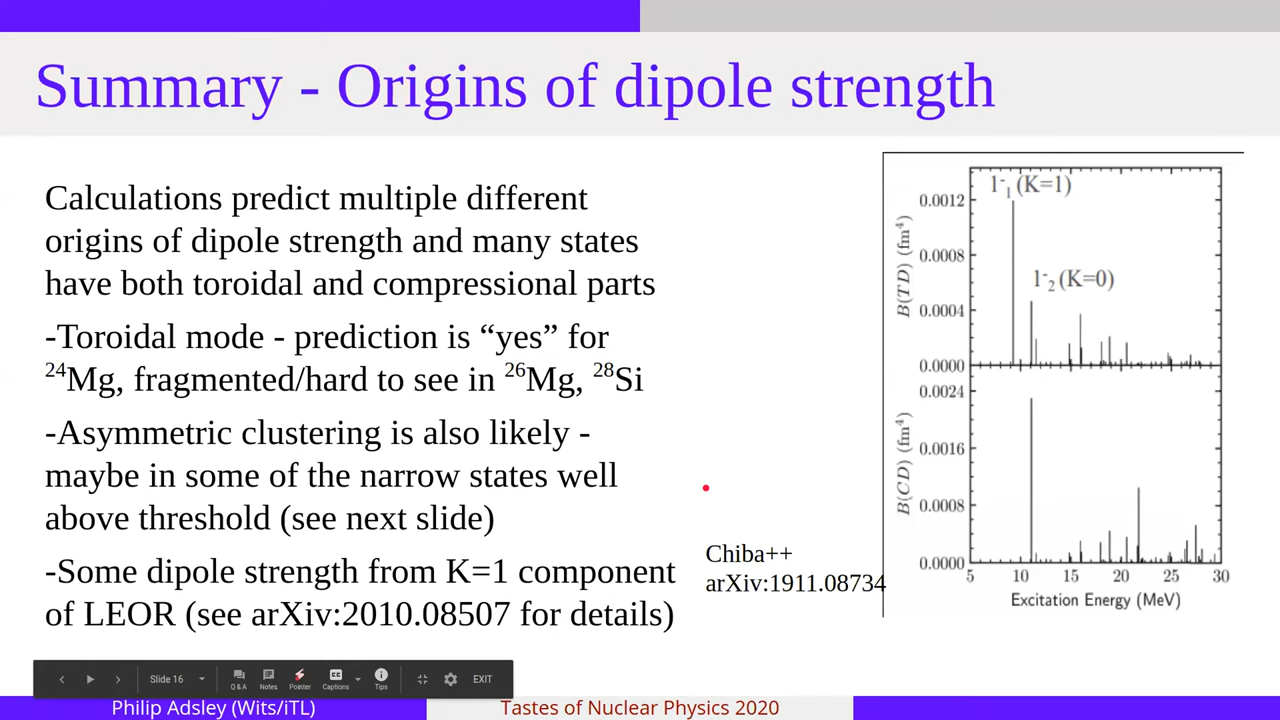 Summary - Origins of dipole strength
Calculations predict multiple different
origins of dipole strength and many states
have both toroidal and compressional parts
-Toroidal mode - prediction is “yes” for
²⁴Mg, fragmented/hard to see in ²⁶Mg, ²⁸Si
-Asymmetric clustering is also likely -
maybe in some of the narrow states well
above threshold (see next slide)
-Some dipole strength from K=1 component
of LEOR (see arXiv:2010.08507 for details)
Chiba++
arXiv:1911.08734
1⁻₁ (K=1)
1⁻₂ (K=0)
B(TD) (fm⁴)
0.0012
0.0008
0.0004
0.0000
B(CD) (fm⁴)
0.0024
0.0016
0.0008
0.0000
5 10 15 20 25 30
Excitation Energy (MeV)
Slide 16
Q & A Notes Pointer Captions Tips EXIT
Philip Adsley (Wits/iTL)
Tastes of Nuclear Physics 2020